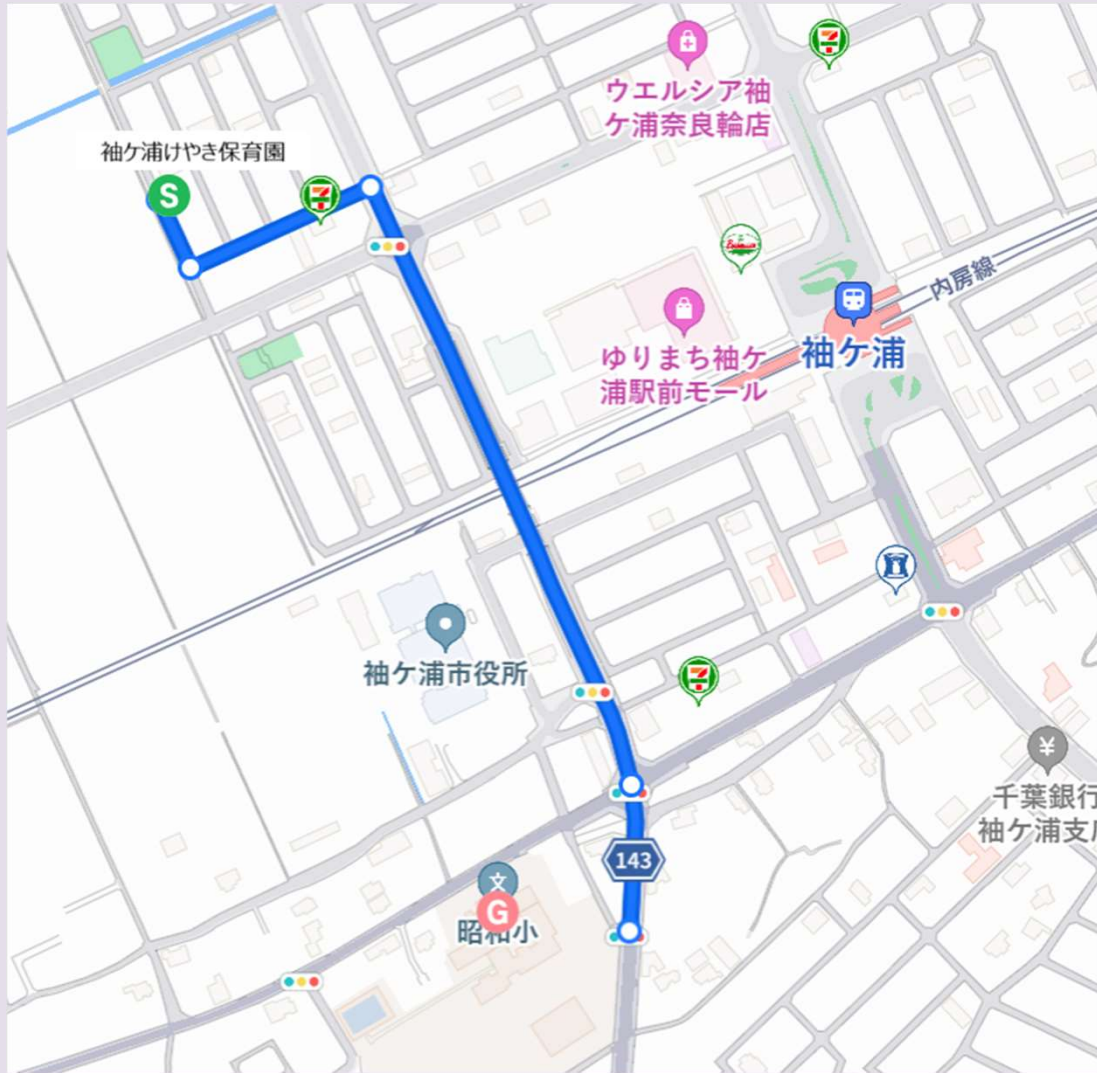 ウエルシア袖
ケ浦奈良輪店
袖ケ浦けやき保育園
S
内房線
袖ケ浦
ゆりまち袖ケ
浦駅前モール
袖ケ浦市役所
千葉銀行
袖ケ浦支店
143
文
G
昭和小